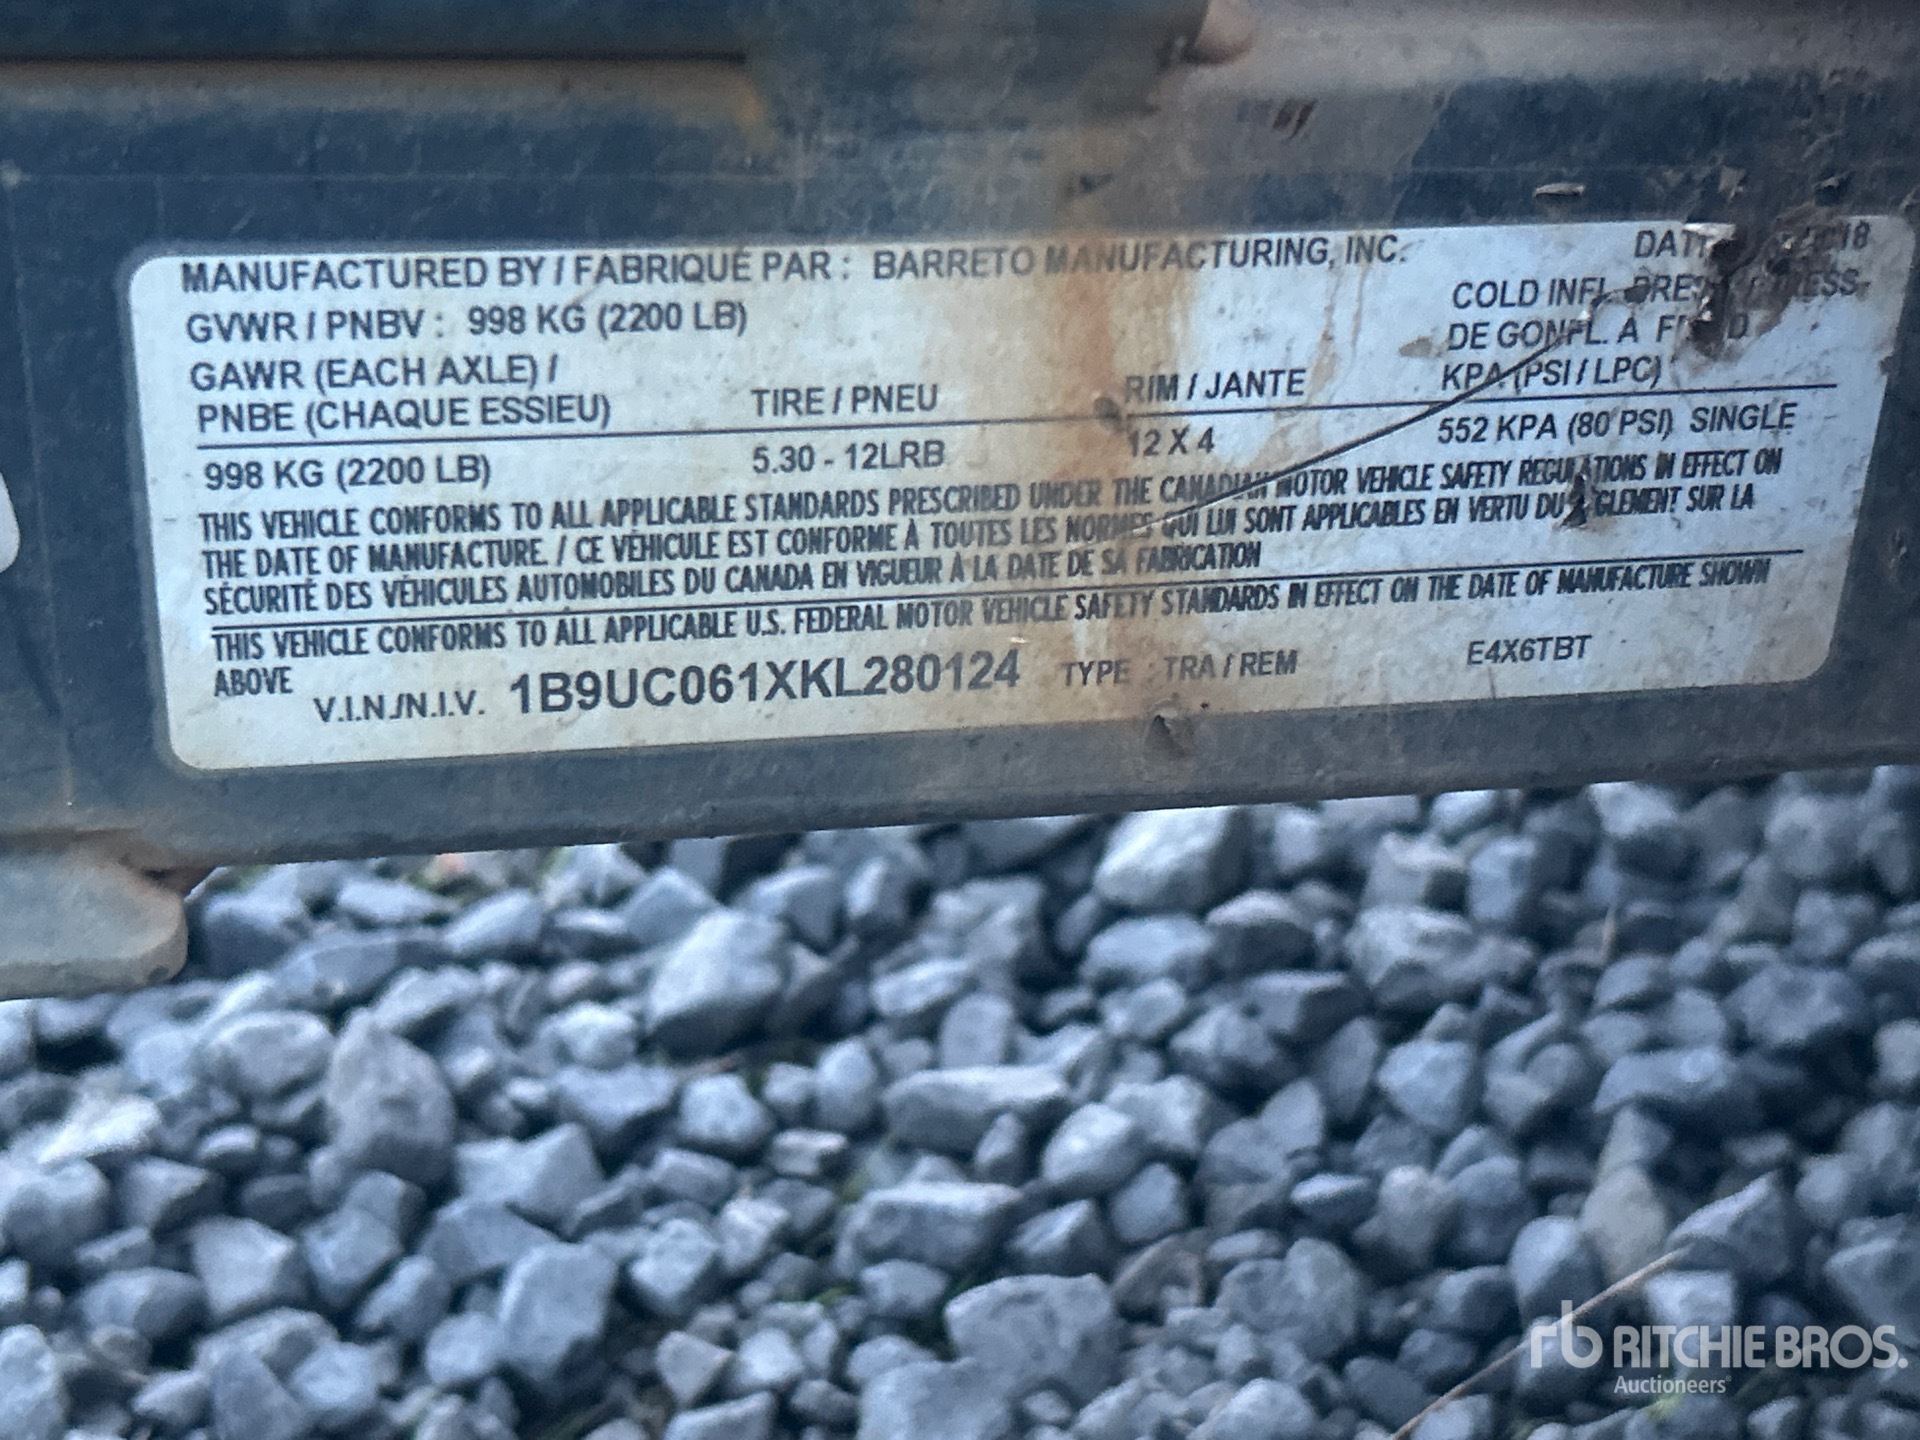 MANUFACTURED BY / FABRIQUÉ PAR : BARRETO MANUFACTURING, INC.
GVWR / PNBV : 998 KG (2200 LB)
COLD INFL.
DE GONFL. A
GAWR (EACH AXLE) /
PNBE (CHAQUE ESSIEU) TIRE / PNEU RIM / JANTE KPA (PSI / LPC)
998 KG (2200 LB) 5.30 - 12LRB 12 X 4 552 KPA (80 PSI) SINGLE
THIS VEHICLE CONFORMS TO ALL APPLICABLE STANDARDS PRESCRIBED UNDER THE CANADIAN MOTOR VEHICLE SAFETY REGULATIONS IN EFFECT ON
THE DATE OF MANUFACTURE. / CE VÉHICULE EST CONFORME À TOUTES LES NORMES QUI LUI SONT APPLICABLES EN VERTU DU RÈGLEMENT SUR LA
SÉCURITÉ DES VÉHICULES AUTOMOBILES DU CANADA EN VIGUEUR À LA DATE DE SA FABRICATION
THIS VEHICLE CONFORMS TO ALL APPLICABLE U.S. FEDERAL MOTOR VEHICLE SAFETY STANDARDS IN EFFECT ON THE DATE OF MANUFACTURE SHOWN
ABOVE
V.I.N./N.I.V. 1B9UC061XKL280124 TYPE TRA / REM E4X6TBT
rb RITCHIE BROS.
Auctioneers